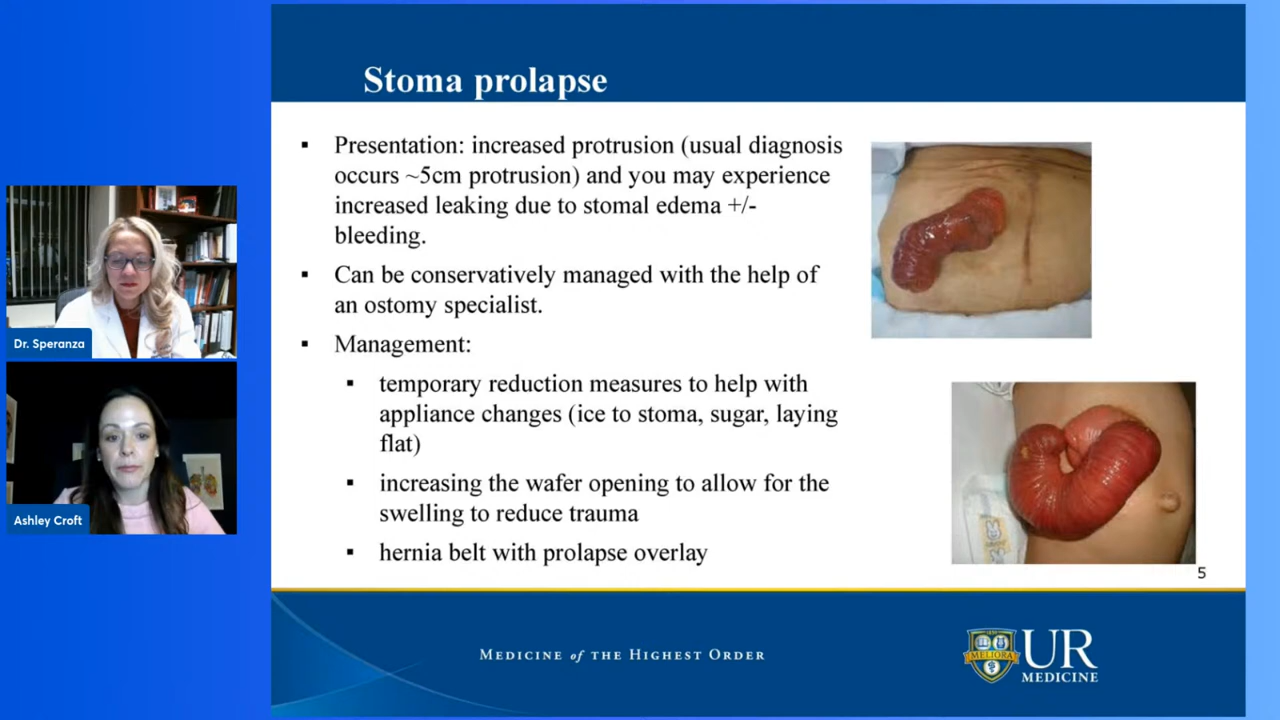 Stoma prolapse
▪ Presentation: increased protrusion (usual diagnosis
occurs ~5cm protrusion) and you may experience
increased leaking due to stomal edema +/-
bleeding.
▪ Can be conservatively managed with the help of
an ostomy specialist.
▪ Management:
▪ temporary reduction measures to help with
appliance changes (ice to stoma, sugar, laying
flat)
▪ increasing the wafer opening to allow for the
swelling to reduce trauma
▪ hernia belt with prolapse overlay
5
Dr. Speranza
Ashley Croft
MEDICINE of THE HIGHEST ORDER
MELIORA
UR
MEDICINE